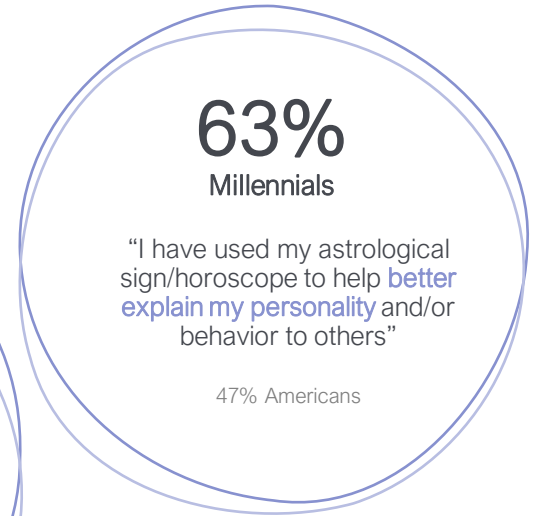 63%
Millennials
“I have used my astrological
sign/horoscope to help better
explain my personality and/or
behavior to others”
47% Americans